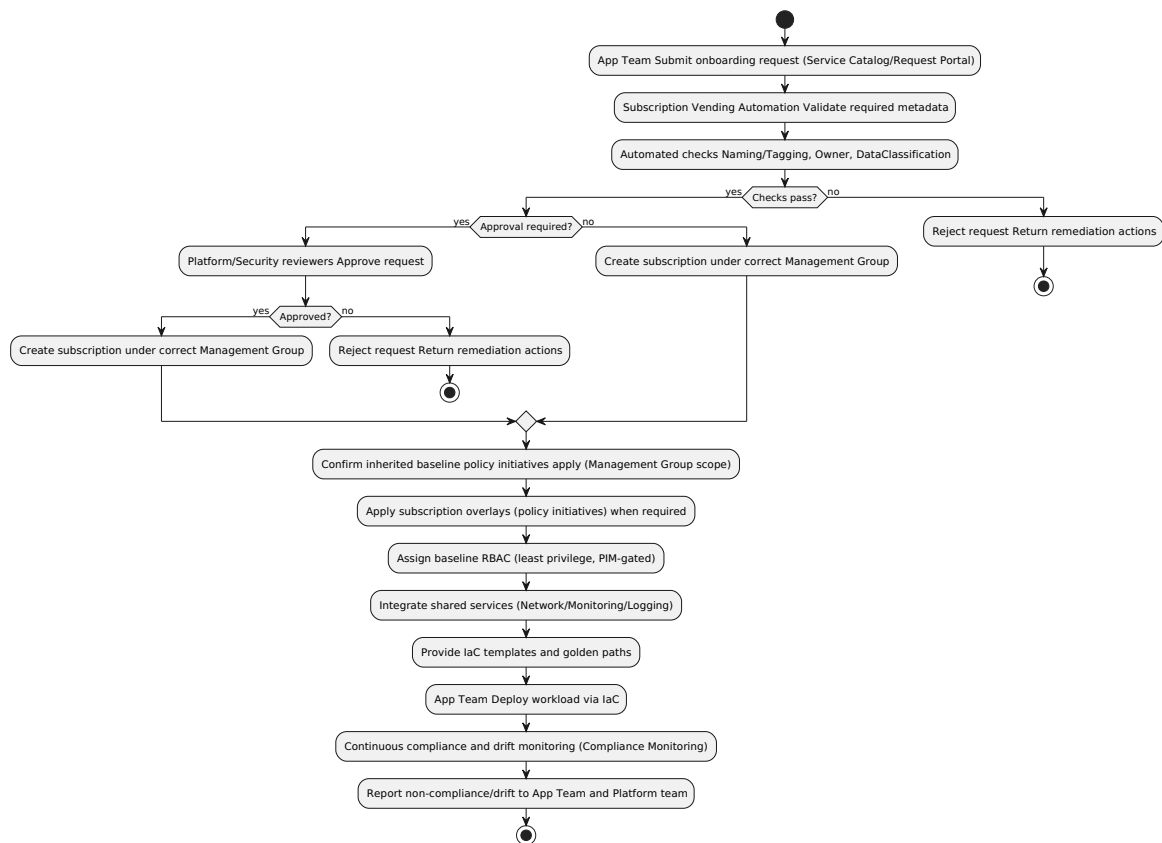 App Team Submit onboarding request (Service Catalog/Request Portal)
Subscription Vending Automation Validate required metadata
Automated checks Naming/Tagging, Owner, DataClassification
yes
Checks pass?
no
yes
Approval required?
no
Reject request Return remediation actions
Platform/Security reviewers Approve request
Create subscription under correct Management Group
yes
Approved?
no
Create subscription under correct Management Group
Reject request Return remediation actions
Confirm inherited baseline policy initiatives apply (Management Group scope)
Apply subscription overlays (policy initiatives) when required
Assign baseline RBAC (least privilege, PIM-gated)
Integrate shared services (Network/Monitoring/Logging)
Provide IaC templates and golden paths
App Team Deploy workload via IaC
Continuous compliance and drift monitoring (Compliance Monitoring)
Report non-compliance/drift to App Team and Platform team